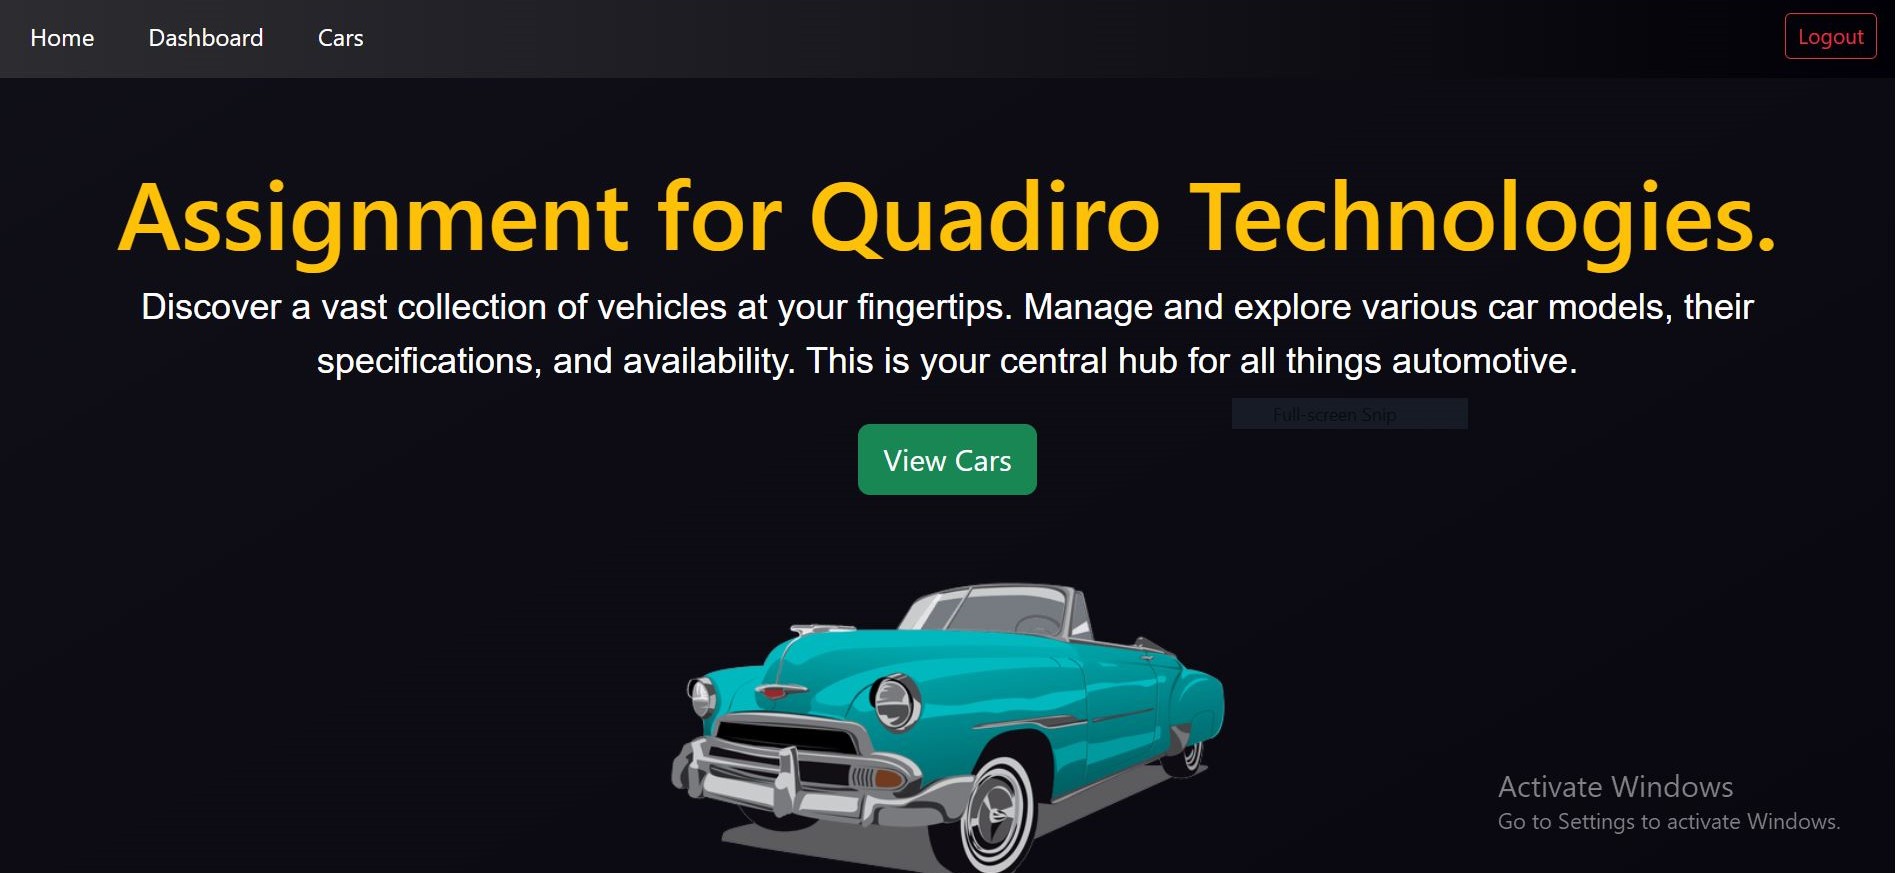 Home Dashboard Cars Logout
Assignment for Quadiro Technologies.
Discover a vast collection of vehicles at your fingertips. Manage and explore various car models, their
specifications, and availability. This is your central hub for all things automotive.
Full-screen Snip
View Cars
Activate Windows
Go to Settings to activate Windows.